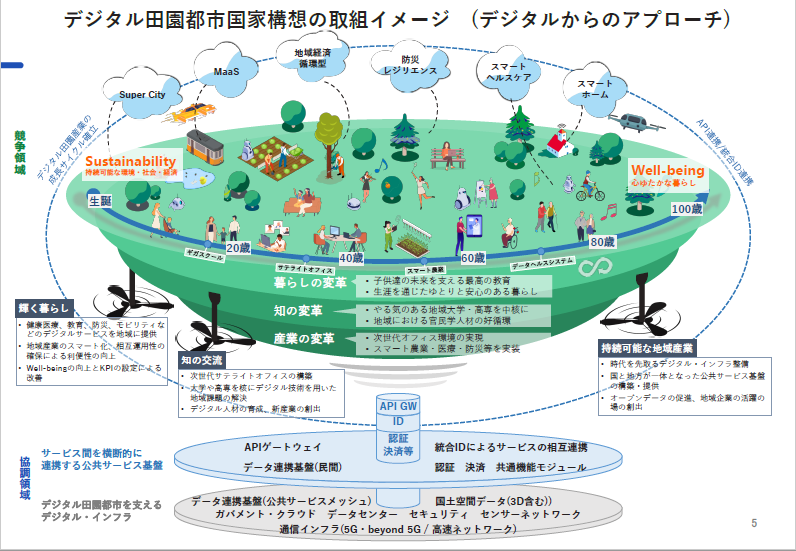 デジタル田園都市国家構想の取組イメージ （デジタルからのアプローチ）
Super City
MaaS
地域経済
循環型
防災
レジリエンス
スマート
ヘルスケア
スマート
ホーム
競争領域
デジタル田園産業の
成長サイクル確立
API連携/統合ID連携
Sustainability
持続可能な環境・社会・経済
Well-being
心ゆたかな暮らし
生誕
20歳
40歳
60歳
80歳
100歳
ギガスクール
サテライトオフィス
スマート農業
データヘルスシステム
暮らしの変革
・子供達の未来を支える最高の教育
・生涯を通じたゆとりと安心のある暮らし
知の変革
・やる気のある地域大学・高専を中核に
地域における官民学人材の好循環
産業の変革
・次世代オフィス環境の実現
・スマート農業・医療・防災等を実装
輝く暮らし
• 健康医療、教育、防災、モビリティな
どのデジタルサービスを地域に提供
• 地域産業のスマート化、相互運用性の
確保による利便性の向上
• Well-beingの向上とKPIの設定による
改善
知の交流
• 次世代サテライトオフィスの構築
• 大学や高専を核にデジタル技術を用いた
地域課題の解決
• デジタル人材の育成、新産業の創出
持続可能な地域産業
• 時代を先取るデジタル・インフラ整備
• 国と地方が一体となった公共サービス基盤
の構築・提供
• オープンデータの促進、地域企業の活躍の
場の創出
API GW
ID
認証
決済等
協調領域
サービス間を横断的に
連携する公共サービス基盤
APIゲートウェイ
統合IDによるサービスの相互連携
データ連携基盤(民間)
認証　決済　共通機能モジュール
デジタル田園都市を支える
デジタル・インフラ
データ連携基盤(公共サービスメッシュ)
国土空間データ(3D含む))
ガバメント・クラウド　データセンター　セキュリティ　センサーネットワーク
通信インフラ(5G・beyond 5G / 高速ネットワーク)
5